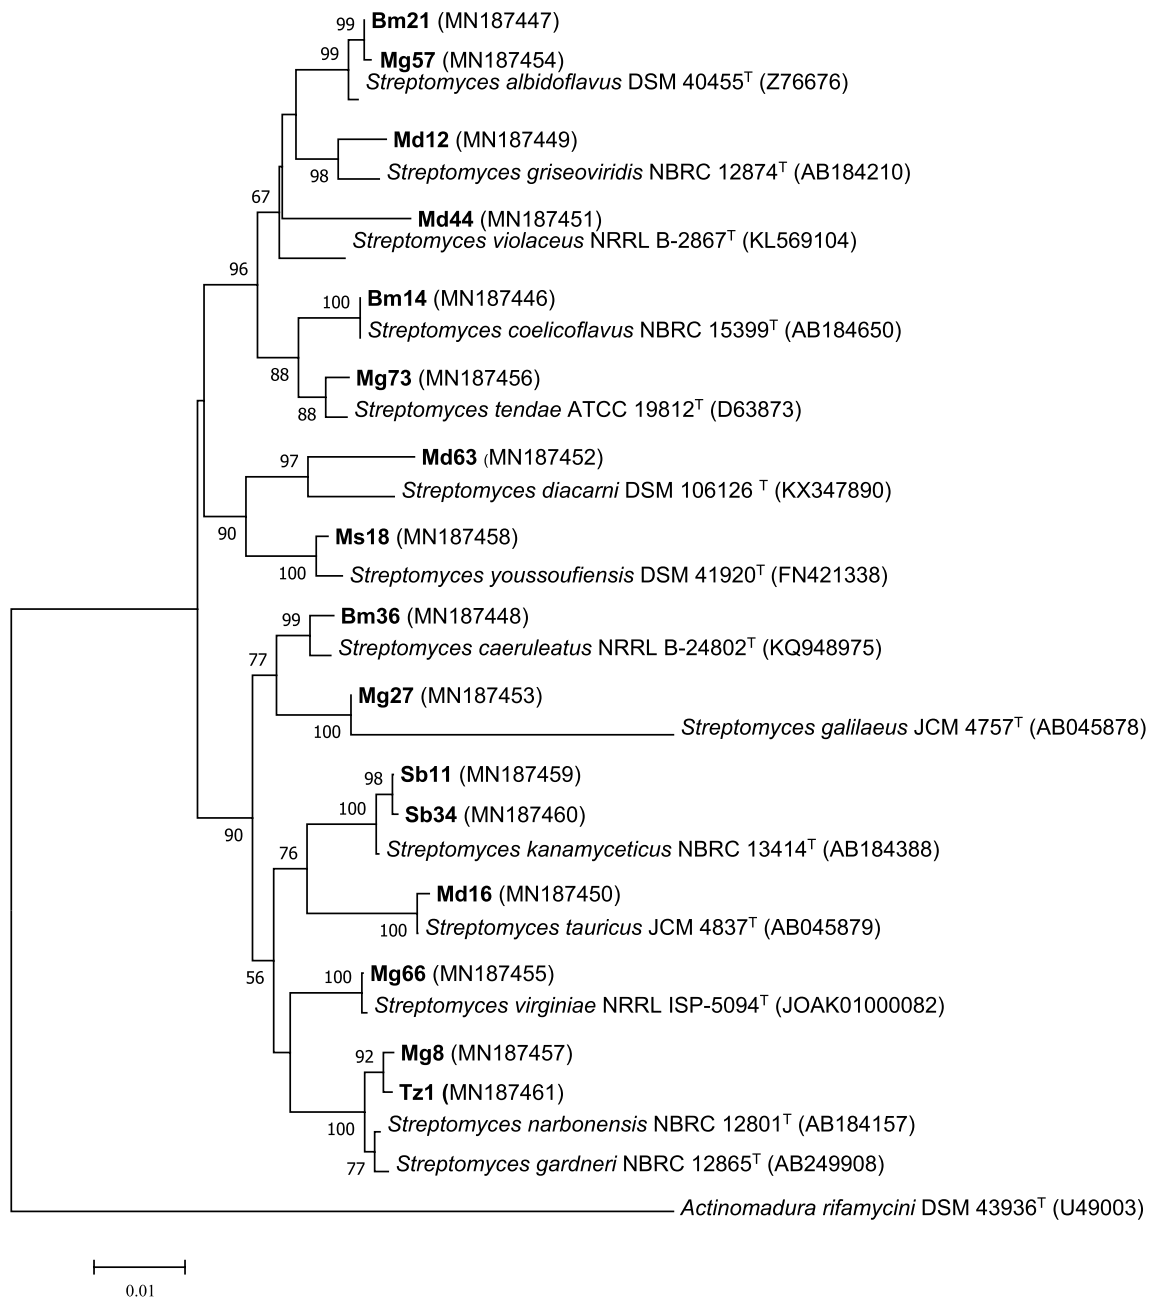 99 Bm21 (MN187447)
99 Mg57 (MN187454)
Streptomyces albidoflavus DSM 40455T (Z76676)
Md12 (MN187449)
98 Streptomyces griseoviridis NBRC 12874T (AB184210)
67 Md44 (MN187451)
Streptomyces violaceus NRRL B-2867T (KL569104)
96
100 Bm14 (MN187446)
Streptomyces coelicoflavus NBRC 15399T (AB184650)
88 Mg73 (MN187456)
88 Streptomyces tendae ATCC 19812T (D63873)
97 Md63 (MN187452)
Streptomyces diacarni DSM 106126 T (KX347890)
90 Ms18 (MN187458)
100 Streptomyces youssoufiensis DSM 41920T (FN421338)
99 Bm36 (MN187448)
Streptomyces caeruleatus NRRL B-24802T (KQ948975)
77
Mg27 (MN187453)
100 Streptomyces galilaeus JCM 4757T (AB045878)
98 Sb11 (MN187459)
100 Sb34 (MN187460)
90 Streptomyces kanamyceticus NBRC 13414T (AB184388)
76
Md16 (MN187450)
100 Streptomyces tauricus JCM 4837T (AB045879)
56 100 Mg66 (MN187455)
Streptomyces virginiae NRRL ISP-5094T (JOAK01000082)
92 Mg8 (MN187457)
Tz1 (MN187461)
100 Streptomyces narbonensis NBRC 12801T (AB184157)
77 Streptomyces gardneri NBRC 12865T (AB249908)
Actinomadura rifamycini DSM 43936T (U49003)
0.01